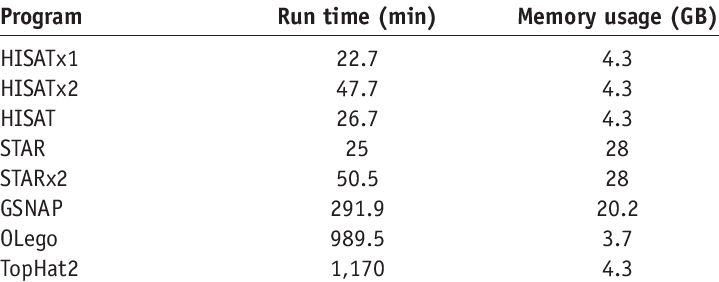 Program Run time (min) Memory usage (GB)
HISATx1 22.7 4.3
HISATx2 47.7 4.3
HISAT 26.7 4.3
STAR 25 28
STARx2 50.5 28
GSNAP 291.9 20.2
OLego 989.5 3.7
TopHat2 1,170 4.3